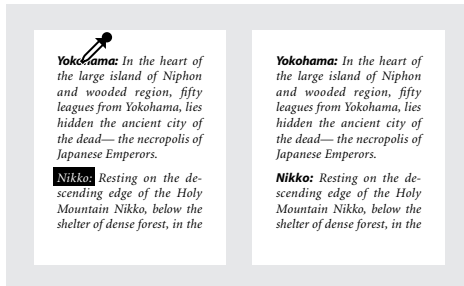 Yokohama: In the heart of
the large island of Niphon
and wooded region, fifty
leagues from Yokohama, lies
hidden the ancient city of
the dead— the necropolis of
Japanese Emperors.
Nikko: Resting on the de-
scending edge of the Holy
Mountain Nikko, below the
shelter of dense forest, in the
Yokohama: In the heart of
the large island of Niphon
and wooded region, fifty
leagues from Yokohama, lies
hidden the ancient city of
the dead— the necropolis of
Japanese Emperors.
Nikko: Resting on the de-
scending edge of the Holy
Mountain Nikko, below the
shelter of dense forest, in the